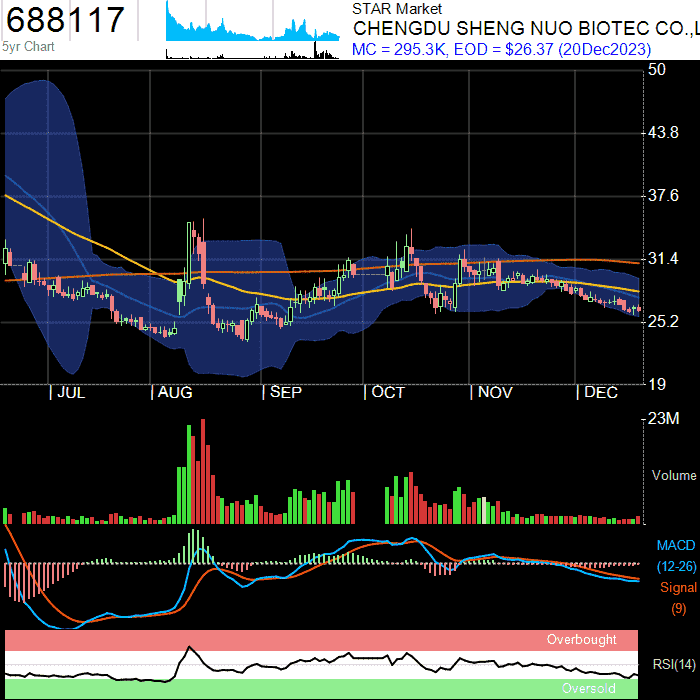 688117
5yr Chart
STAR Market
CHENGDU SHENG NUO BIOTEC CO.,L
MC = 295.3K, EOD = $26.37 (20Dec2023)
50
43.8
37.6
31.4
25.2
19
| JUL | AUG | SEP | OCT | NOV | DEC
23M
Volume
MACD
(12-26)
Signal
(9)
Overbought
RSI(14)
Oversold